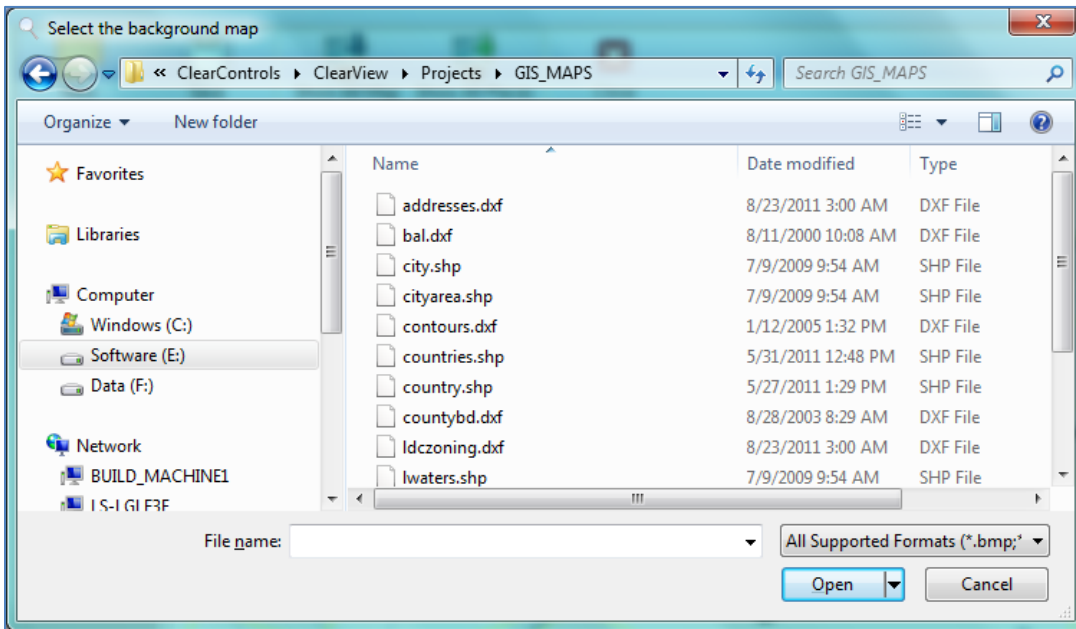 Select the background map
« ClearControls ▸ ClearView ▸ Projects ▸ GIS_MAPS Search GIS_MAPS
Organize New folder
Name Date modified Type
Favorites
Libraries
Computer
Windows (C:)
Software (E:)
Data (F:)
Network
BUILD_MACHINE1
addresses.dxf 8/23/2011 3:00 AM DXF File
bal.dxf 8/11/2000 10:08 AM DXF File
city.shp 7/9/2009 9:54 AM SHP File
cityarea.shp 7/9/2009 9:54 AM SHP File
contours.dxf 1/12/2005 1:32 PM DXF File
countries.shp 5/31/2011 12:48 PM SHP File
country.shp 5/27/2011 1:29 PM SHP File
countybd.dxf 8/28/2003 8:29 AM DXF File
ldczoning.dxf 8/23/2011 3:00 AM DXF File
lwaters.shp 7/9/2009 9:54 AM SHP File
File name: All Supported Formats (*.bmp;*
Open Cancel